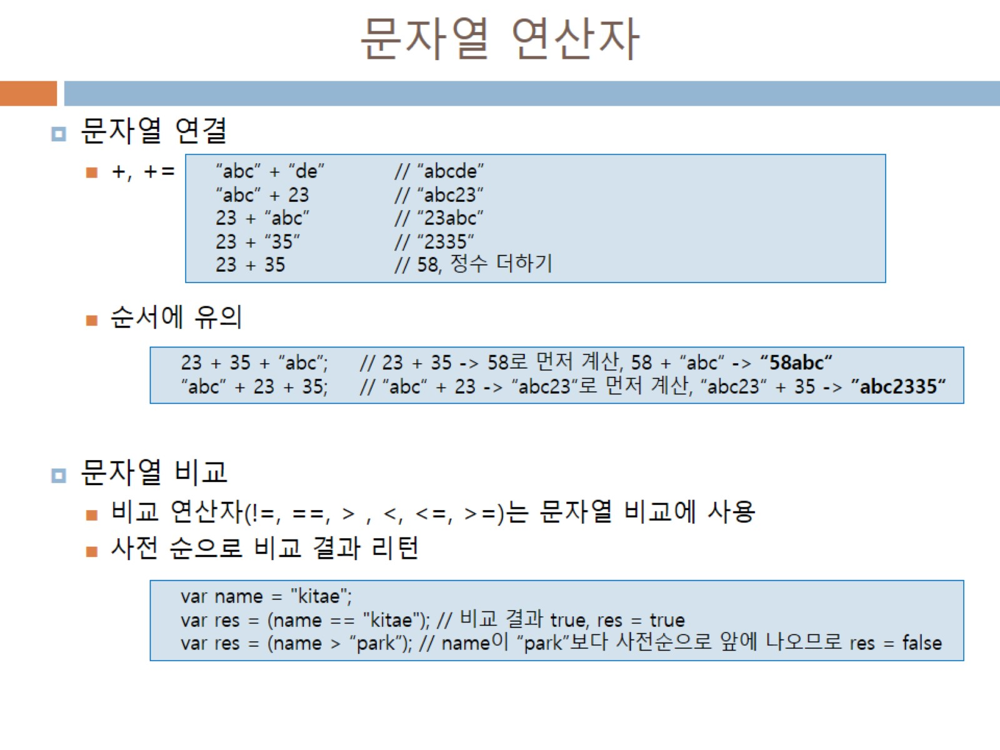 문자열 연산자
문자열 연결
+, +=
“abc” + “de” // “abcde”
“abc” + 23 // “abc23”
23 + “abc” // “23abc”
23 + “35” // “2335”
23 + 35 // 58, 정수 더하기
순서에 유의
23 + 35 + “abc”; // 23 + 35 -> 58로 먼저 계산, 58 + “abc” -> “58abc“
“abc” + 23 + 35; // “abc“ + 23 -> “abc23“로 먼저 계산, “abc23“ + 35 -> ”abc2335“
문자열 비교
비교 연산자(!=, ==, > , <, <=, >=)는 문자열 비교에 사용
사전 순으로 비교 결과 리턴
var name = "kitae";
var res = (name == "kitae"); // 비교 결과 true, res = true
var res = (name > “park”); // name이 “park”보다 사전순으로 앞에 나오므로 res = false